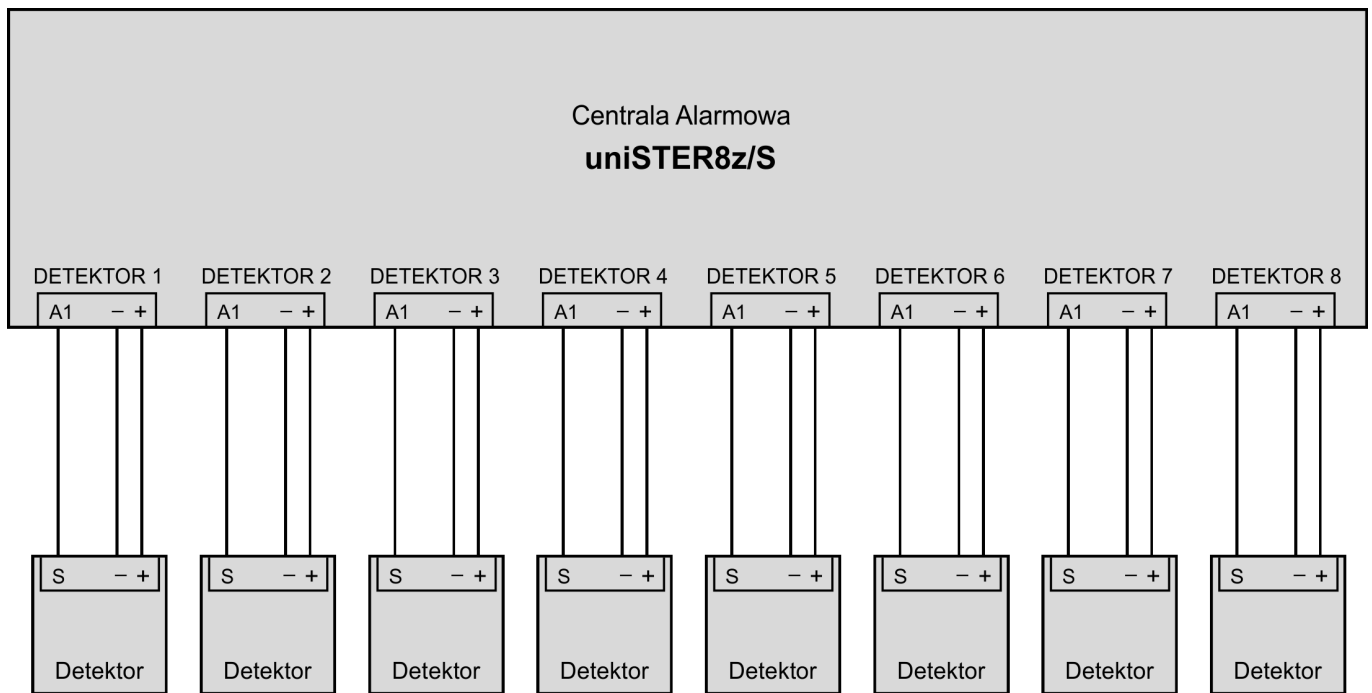 Centrala Alarmowa
uniSTER8z/S
DETEKTOR 1 DETEKTOR 2 DETEKTOR 3 DETEKTOR 4 DETEKTOR 5 DETEKTOR 6 DETEKTOR 7 DETEKTOR 8
A1 − + A1 − + A1 − + A1 − + A1 − + A1 − + A1 − + A1 − +
S − + S − + S − + S − + S − + S − + S − + S − +
Detektor Detektor Detektor Detektor Detektor Detektor Detektor Detektor